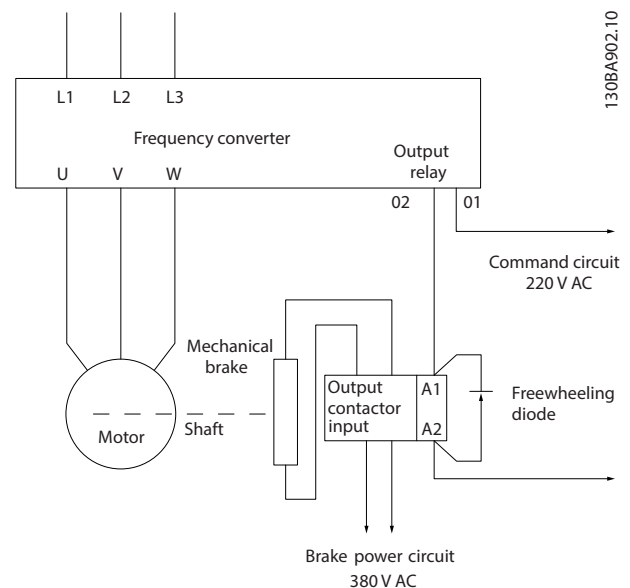 130BA902.10
L1 L2 L3
Frequency converter
Output
relay
U V W
02 01
Command circuit
220 V AC
Mechanical
brake
Output
contactor
input
A1
A2
Freewheeling
diode
Motor
Shaft
Brake power circuit
380 V AC